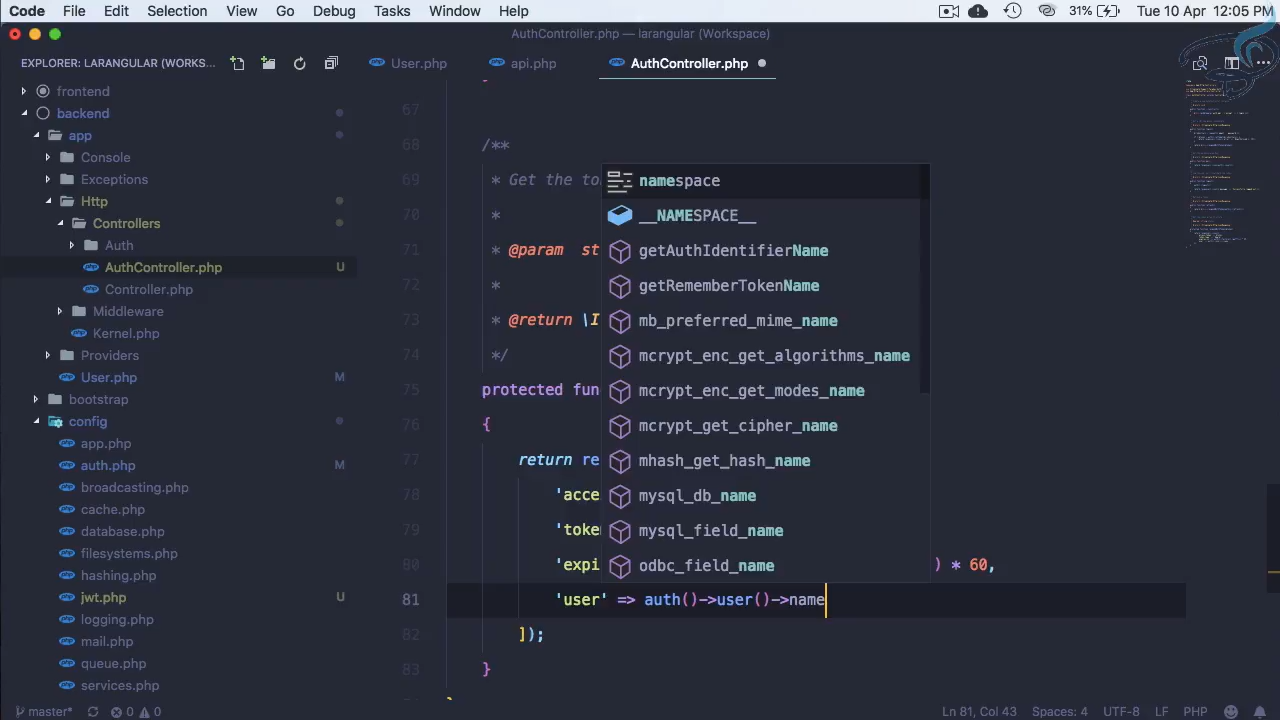 Code File Edit Selection View Go Debug Tasks Window Help 31% Tue 10 Apr 12:05 PM
AuthController.php — larangular (Workspace)
EXPLORER: LARANGULAR (WORKS...
User.php api.php AuthController.php
frontend
backend
app
Console
Exceptions
Http
Controllers
Auth
AuthController.php U
Controller.php
Middleware
Kernel.php
Providers
User.php M
bootstrap
config
app.php
auth.php M
broadcasting.php
cache.php
database.php
filesystems.php
hashing.php
jwt.php U
logging.php
mail.php
queue.php
services.php
67
68 /**
69 * Get the to
70 *
71 * @param st
72 *
73 * @return \I
74 */
75 protected fun
76 {
77 return re
78 'acce
79 'toke
80 'expi ) * 60,
81 'user' => auth()->user()->name
82 ]);
83 }
namespace
__NAMESPACE__
getAuthIdentifierName
getRememberTokenName
mb_preferred_mime_name
mcrypt_enc_get_algorithms_name
mcrypt_enc_get_modes_name
mcrypt_get_cipher_name
mhash_get_hash_name
mysql_db_name
mysql_field_name
odbc_field_name
master* 0 0 Ln 81, Col 43 Spaces: 4 UTF-8 LF PHP